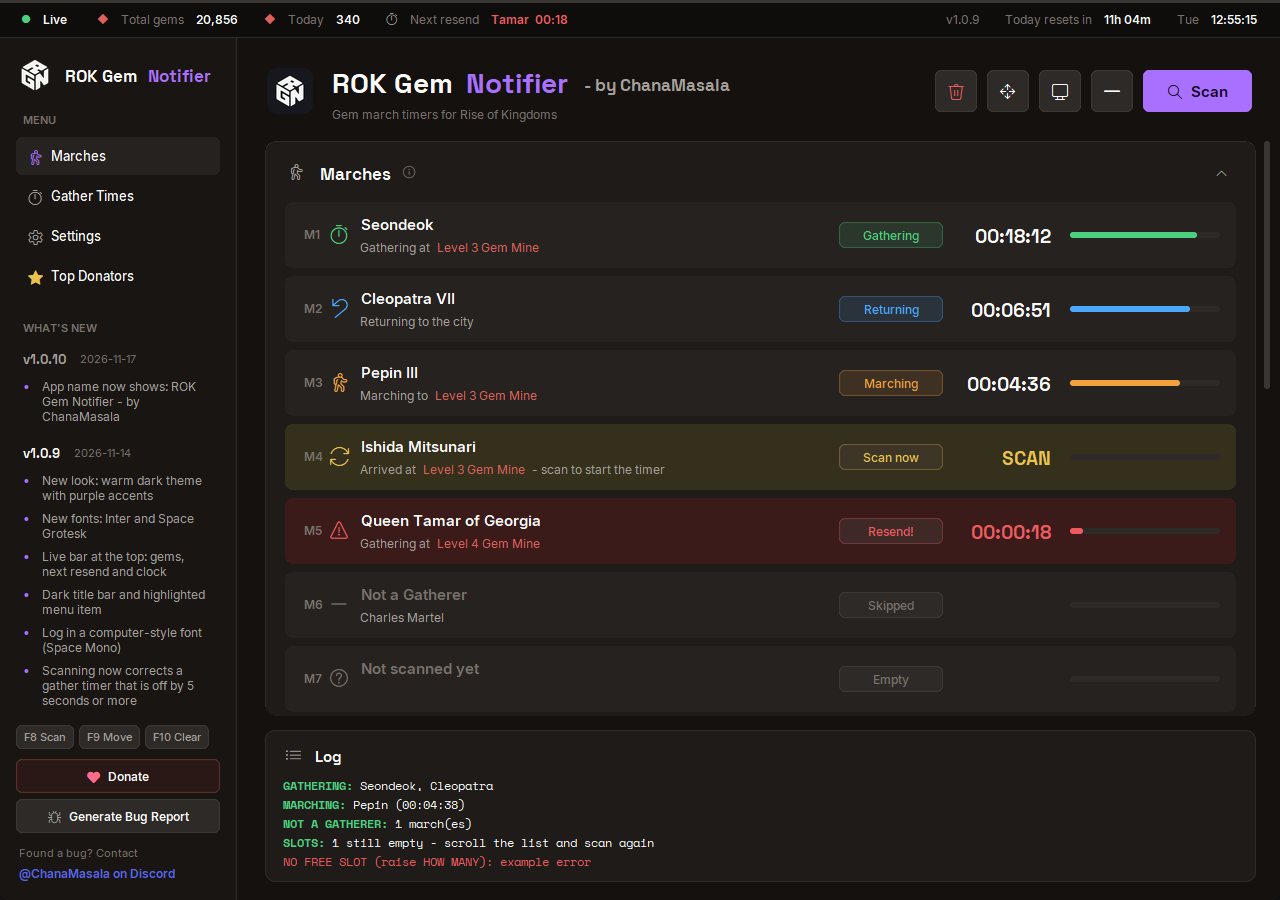 Live Total gems 20,856 Today 340 Next resend Tamar 00:18 v1.0.9 Today resets in 11h 04m Tue 12:55:15
ROK Gem Notifier
MENU
Marches
Gather Times
Settings
Top Donators
WHAT'S NEW
v1.0.10 2026-11-17
• App name now shows: ROK
Gem Notifier - by
ChanaMasala
v1.0.9 2026-11-14
• New look: warm dark theme
with purple accents
• New fonts: Inter and Space
Grotesk
• Live bar at the top: gems,
next resend and clock
• Dark title bar and highlighted
menu item
• Log in a computer-style font
(Space Mono)
• Scanning now corrects a
gather timer that is off by 5
seconds or more
F8 Scan F9 Move F10 Clear
Donate
Generate Bug Report
Found a bug? Contact
@ChanaMasala on Discord
ROK Gem Notifier - by ChanaMasala
Gem march timers for Rise of Kingdoms
Scan
Marches
M1 Seondeok Gathering 00:18:12
Gathering at Level 3 Gem Mine
M2 Cleopatra VII Returning 00:06:51
Returning to the city
M3 Pepin III Marching 00:04:36
Marching to Level 3 Gem Mine
M4 Ishida Mitsunari Scan now SCAN
Arrived at Level 3 Gem Mine - scan to start the timer
M5 Queen Tamar of Georgia Resend! 00:00:18
Gathering at Level 4 Gem Mine
M6 Not a Gatherer Skipped
Charles Martel
M7 Not scanned yet Empty
Log
GATHERING: Seondeok, Cleopatra
MARCHING: Pepin (00:04:38)
NOT A GATHERER: 1 march(es)
SLOTS: 1 still empty - scroll the list and scan again
NO FREE SLOT (raise HOW MANY): example error